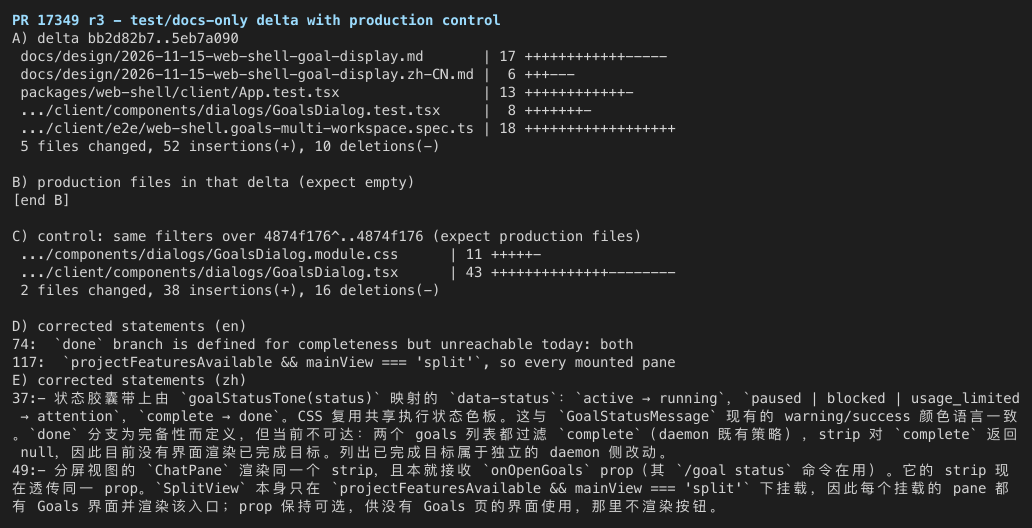 PR 17349 r3 – test/docs-only delta with production control
A) delta bb2d82b7..5eb7a090
 docs/design/2026-11-15-web-shell-goal-display.md       | 17 ++++++++++++-----
 docs/design/2026-11-15-web-shell-goal-display.zh-CN.md |  6 +++---
 packages/web-shell/client/App.test.tsx                 | 13 ++++++++++++-
 .../client/components/dialogs/GoalsDialog.test.tsx     |  8 +++++++-
 .../client/e2e/web-shell.goals-multi-workspace.spec.ts | 18 ++++++++++++++++++
 5 files changed, 52 insertions(+), 10 deletions(-)

B) production files in that delta (expect empty)
[end B]

C) control: same filters over 4874f176^..4874f176 (expect production files)
 .../components/dialogs/GoalsDialog.module.css      | 11 +++++-
 .../client/components/dialogs/GoalsDialog.tsx      | 43 ++++++++++++++--------
 2 files changed, 38 insertions(+), 16 deletions(-)

D) corrected statements (en)
74:  `done` branch is defined for completeness but unreachable today: both
117:  `projectFeaturesAvailable && mainView === 'split'`, so every mounted pane
E) corrected statements (zh)
37:- 状态胶囊带上由 `goalStatusTone(status)` 映射的 `data-status`：`active → running`、`paused | blocked | usage_limited
 → attention`、`complete → done`。CSS 复用共享执行状态色板。这与 `GoalStatusMessage` 现有的 warning/success 颜色语言一致
。`done` 分支为完备性而定义，但当前不可达：两个 goals 列表都过滤 `complete`（daemon 既有策略），strip 对 `complete` 返回
 null，因此目前没有界面渲染已完成目标。列出已完成目标属于独立的 daemon 侧改动。
49:- 分屏视图的 `ChatPane` 渲染同一个 strip，且本就接收 `onOpenGoals` prop（其 `/goal status` 命令在用）。它的 strip 现
在透传同一 prop。`SplitView` 本身只在 `projectFeaturesAvailable && mainView === 'split'` 下挂载，因此每个挂载的 pane 都
有 Goals 界面并渲染该入口；prop 保持可选，供没有 Goals 页的界面使用，那里不渲染按钮。